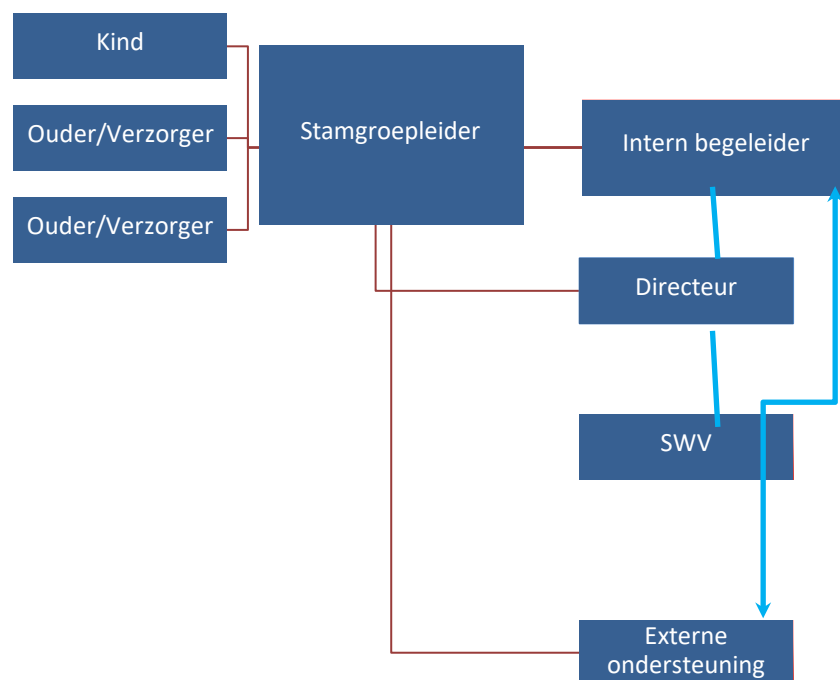 Kind
Ouder/Verzorger
Ouder/Verzorger
Stamgroepleider
Intern begeleider
Directeur
SWV
Externe
ondersteuning